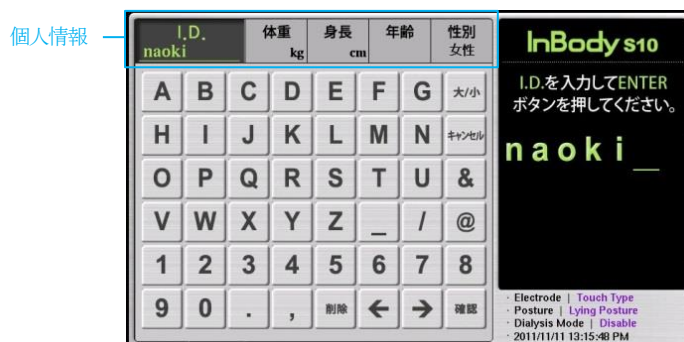 個人情報
I.D. 体重 身長 年齢 性別
naoki kg cm 女性
A B C D E F G 大/小
H I J K L M N キャンセル
O P Q R S T U &
V W X Y Z _ / @
1 2 3 4 5 6 7 8
9 0 . , 削除 ← → 確認
InBody S10
I.D.を入力してENTER
ボタンを押してください。
naoki_
· Electrode | Touch Type
· Posture | Lying Posture
· Dialysis Mode | Disable
· 2011/11/11 13:15:48 PM